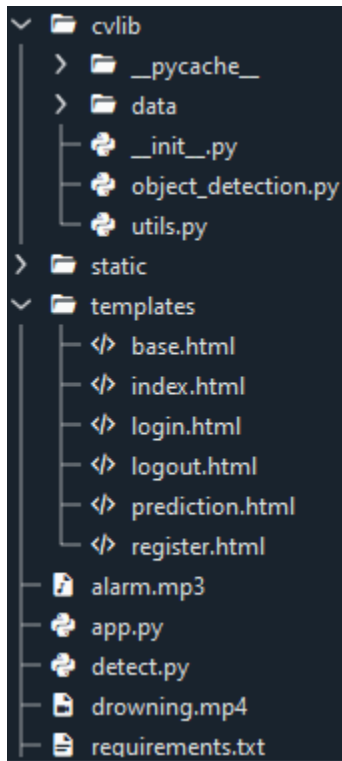 cvlib
__pycache__
data
__init__.py
object_detection.py
utils.py
static
templates
base.html
index.html
login.html
logout.html
prediction.html
register.html
alarm.mp3
app.py
detect.py
drowning.mp4
requirements.txt